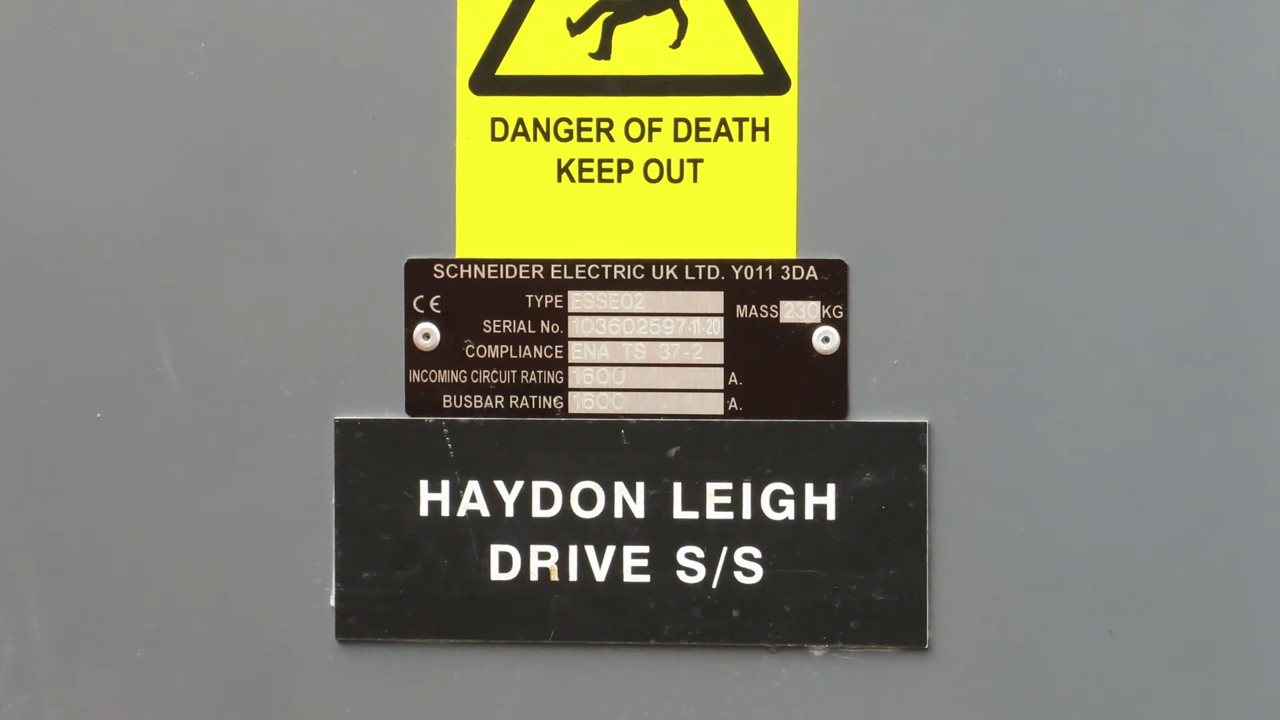 DANGER OF DEATH
KEEP OUT
SCHNEIDER ELECTRIC UK LTD. Y011 3DA
CE
TYPE ESSE02
MASS 230 KG
SERIAL No. 103602597-11-20
COMPLIANCE ENA TS 37-2
INCOMING CIRCUIT RATING 1600 A.
BUSBAR RATING 1600 A.
HAYDON LEIGH
DRIVE S/S